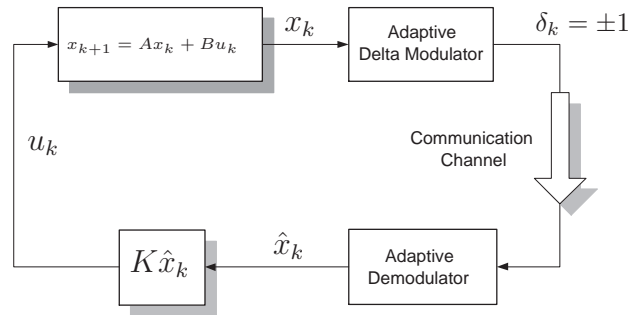 x_{k+1} = Ax_k + Bu_k
x_k
Adaptive
Delta Modulator
δ_k = ±1
Communication
Channel
u_k
Kx̂_k
x̂_k
Adaptive
Demodulator